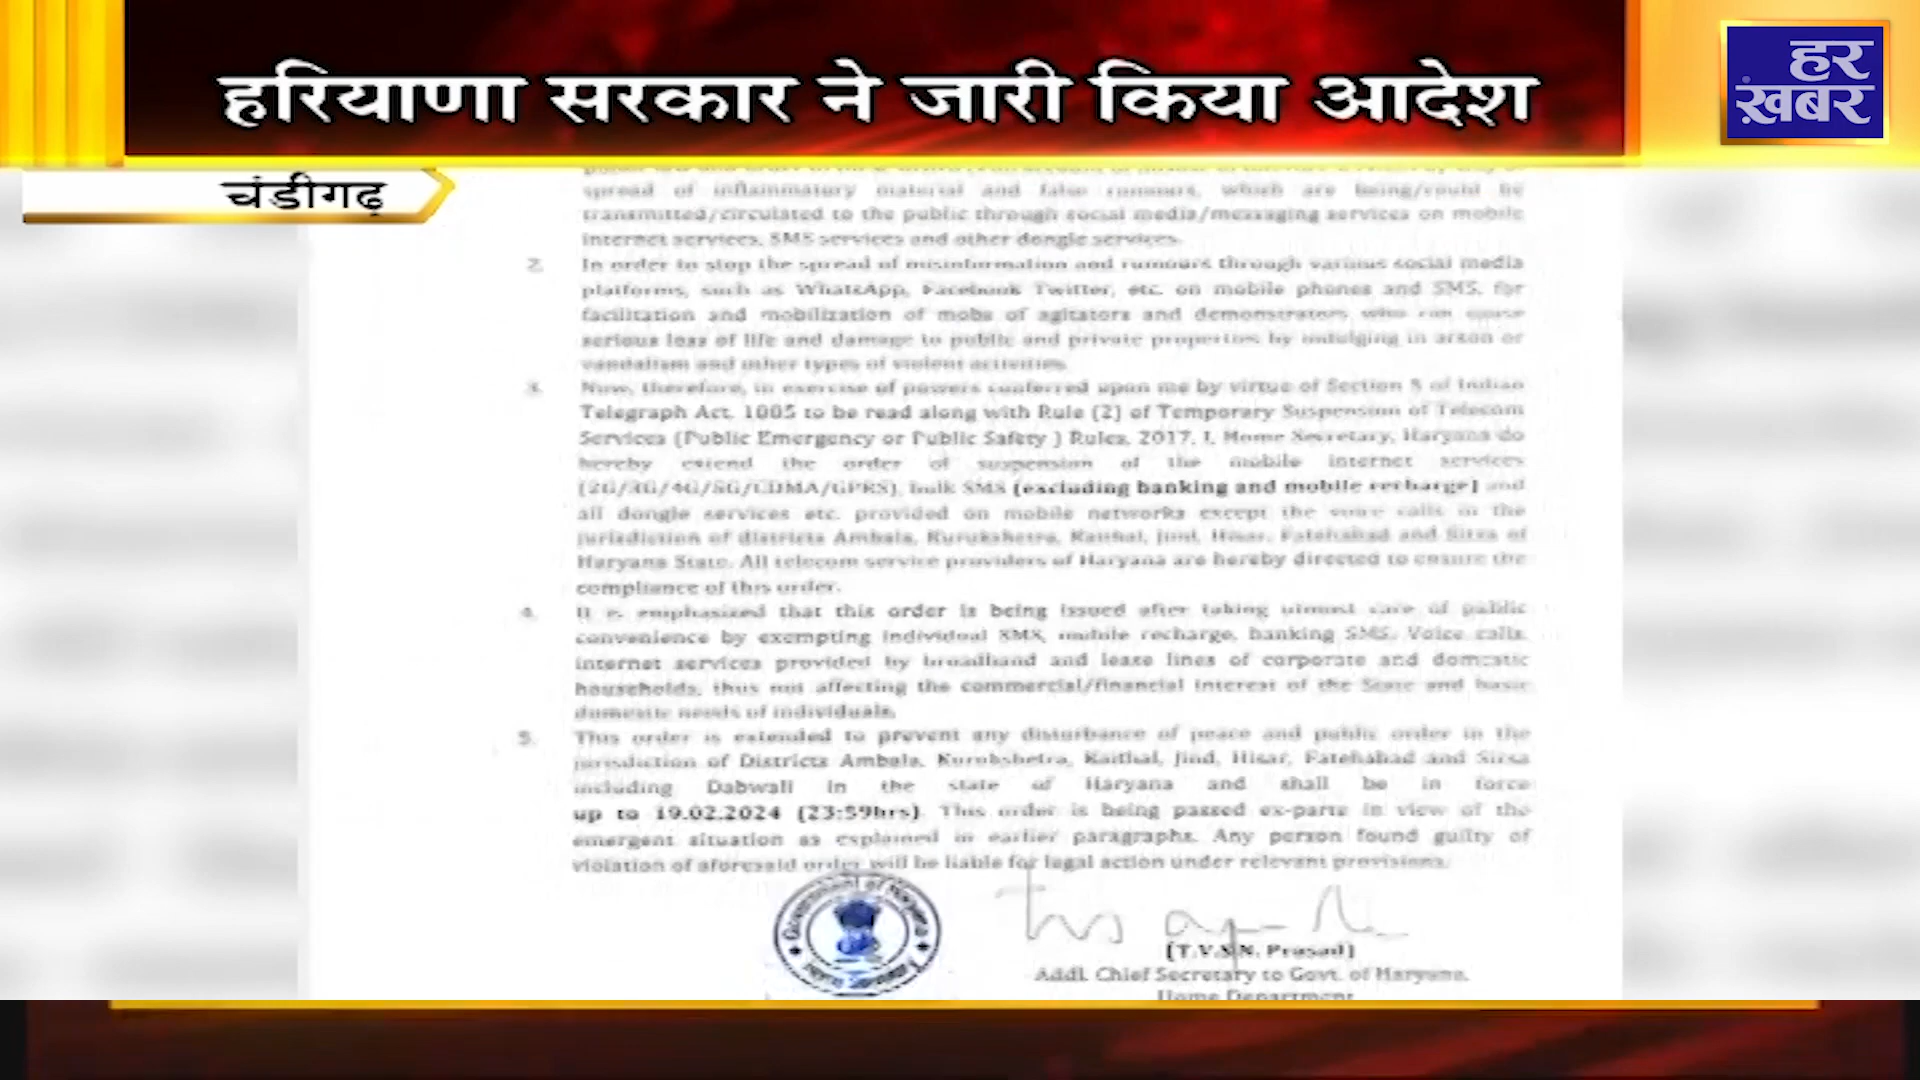 हरियाणा सरकार ने जारी किया आदेश
हर
ख़बर
चंडीगढ़
spread of inflammatory material and false rumours, which are being/could be
transmitted/circulated to the public through social media/messaging services on mobile
internet services, SMS services and other dongle services.
2. In order to stop the spread of misinformation and rumours through various social media
platforms, such as WhatsApp, Facebook Twitter, etc. on mobile phones and SMS, for
facilitation and mobilization of mobs of agitators and demonstrators who can cause
serious loss of life and damage to public and private properties by indulging in arson or
vandalism and other types of violent activities.
3. Now, therefore, in exercise of powers conferred upon me by virtue of Section 5 of Indian
Telegraph Act, to be read along with Rule (2) of Temporary Suspension of Telecom
Services (Public Emergency or Public Safety ) Rules, 2017, I, Home Secretary, Haryana do
hereby extend the order of suspension of the mobile internet services
(2G/3G/4G/5G/CDMA/GPRS), bulk SMS (excluding banking and mobile recharge) and
all dongle services etc. provided on mobile networks except the voice calls in the
jurisdiction of districts Ambala, Kurukshetra, Kaithal, Jind, Hisar, Fatehabad and Sirsa of
Haryana State. All telecom service providers of Haryana are hereby directed to ensure the
compliance of this order.
4. It is emphasized that this order is being issued after taking utmost care of public
convenience by exempting individual SMS, mobile recharge, banking SMS, Voice calls,
internet services provided by broadband and lease lines of corporate and domestic
households, thus not affecting the commercial/financial interest of the State and basic
domestic needs of individuals.
5. This order is extended to prevent any disturbance of peace and public order in the
jurisdiction of Districts Ambala, Kurukshetra, Kaithal, Jind, Hisar, Fatehabad and Sirsa
including Dabwali in the state of Haryana and shall be in force
up to 19.02.2024 (23:59hrs). This order is being passed ex-parte in view of the
emergent situation as explained in earlier paragraphs. Any person found guilty of
violation of aforesaid order will be liable for legal action under relevant provisions.
Government of Haryana
(T.V.S.N. Prasad)
Addl. Chief Secretary to Govt. of Haryana,
Home Department